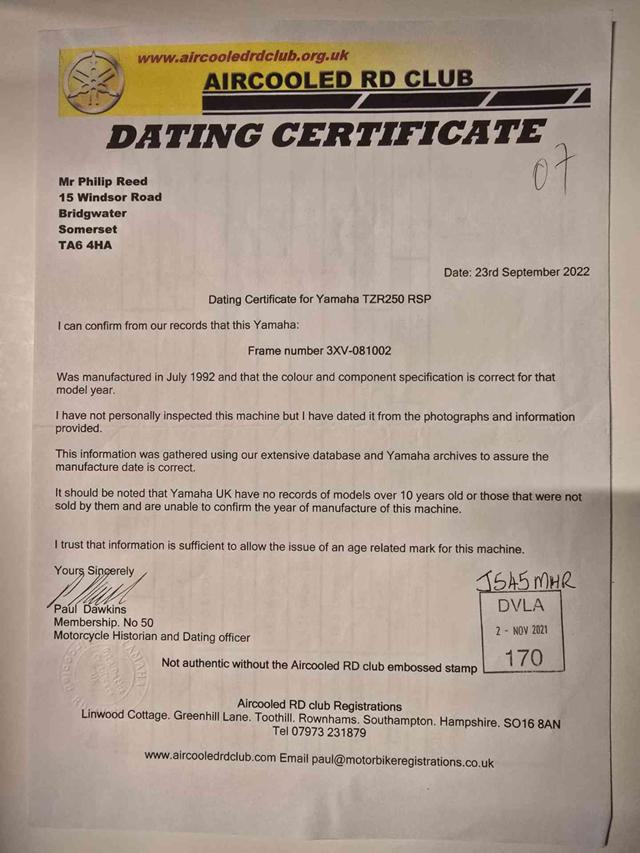 www.aircooledrdclub.org.uk
AIRCOOLED RD CLUB
DATING CERTIFICATE
07
Mr Philip Reed
15 Windsor Road
Bridgwater
Somerset
TA6 4HA
Date: 23rd September 2022
Dating Certificate for Yamaha TZR250 RSP
I can confirm from our records that this Yamaha:
Frame number 3XV-081002
Was manufactured in July 1992 and that the colour and component specification is correct for that
model year.
I have not personally inspected this machine but I have dated it from the photographs and information
provided.
This information was gathered using our extensive database and Yamaha archives to assure the
manufacture date is correct.
It should be noted that Yamaha UK have no records of models over 10 years old or those that were not
sold by them and are unable to confirm the year of manufacture of this machine.
I trust that information is sufficient to allow the issue of an age related mark for this machine.
Yours Sincerely
Paul Dawkins
Membership. No 50
Motorcycle Historian and Dating officer
J545MHR
DVLA
2 - NOV 2021
170
Not authentic without the Aircooled RD club embossed stamp
Aircooled RD club Registrations
Linwood Cottage. Greenhill Lane. Toothill. Rownhams. Southampton. Hampshire. SO16 8AN
Tel 07973 231879
www.aircooledrdclub.com Email paul@motorbikeregistrations.co.uk